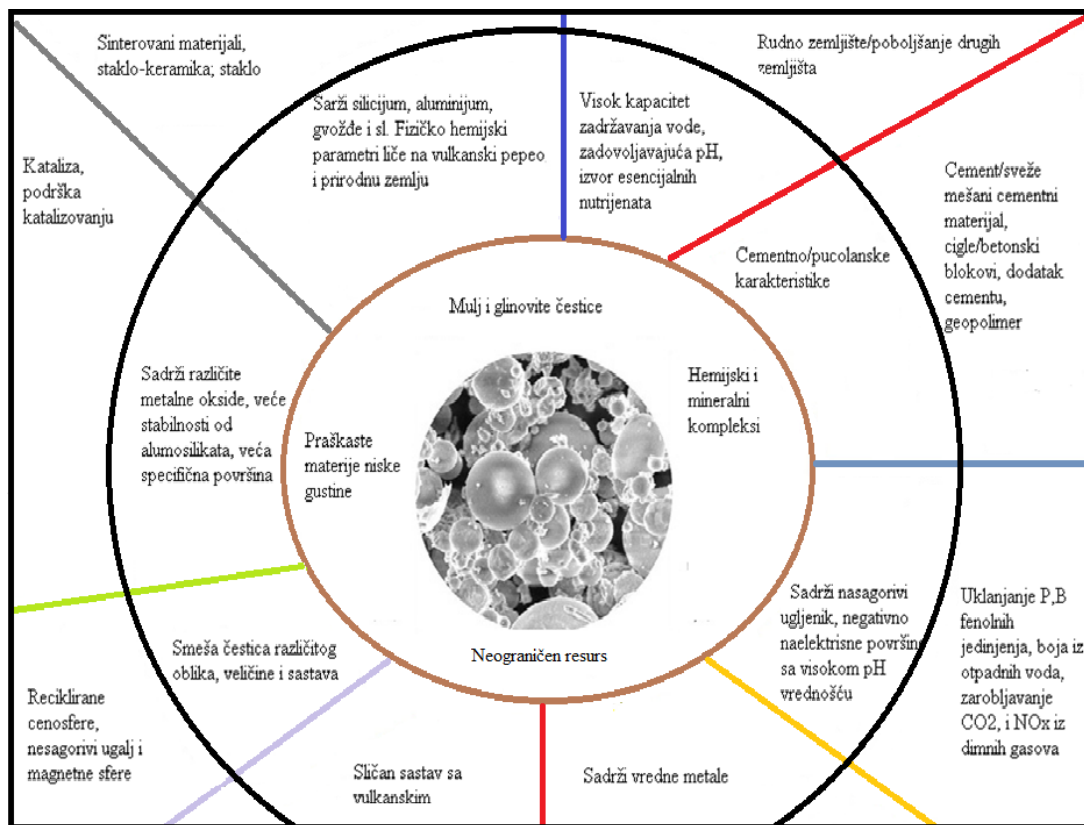 Sinterovani materijali,
staklo-keramika; staklo
Sarži silicijum, aluminijum,
gvožđe i sl. Fizičko hemijski
parametri liče na vulkanski pepeo
i prirodnu zemlju
Visok kapacitet
zadržavanja vode,
zadovoljavajuća pH,
izvor esencijalnih
nutrijenata
Rudno zemljište/poboljšanje drugih
zemljišta
Kataliza,
podrška
katalizovanju
Cement/sveže
mešani cementni
materijal,
cigle/betonski
blokovi, dodatak
cementu,
geopolimer
Cementno/pucolanske
karakteristike
Mulj i glinovite čestice
Hemijski i
mineralni
kompleksi
Sadrži različite
metalne okside, veće
stabilnosti od
alumosilikata, veća
specifična površina
Praškaste
materije niske
gustine
Neograničen resurs
Sadrži nasagorivi
ugljenik, negativno
naelektrisne površine
sa visokom pH
vrednošću
Uklanjanje P,B
fenolnih
jedinjenja, boja iz
otpadnih voda,
zarobljavanje
CO2, i NOx iz
dimnih gasova
Smeša čestica različitog
oblika, veličine i sastava
Reciklirane
cenosfere,
nesagorivi ugalj i
magnetne sfere
Sličan sastav sa
vulkanskim
Sadrži vredne metale